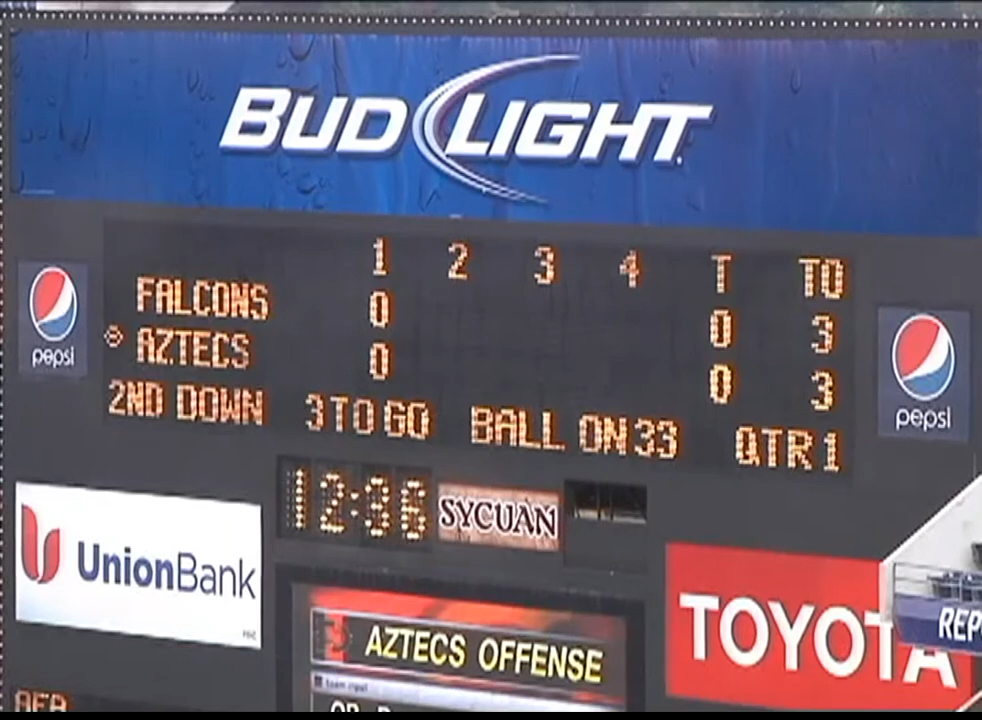 BUD LIGHT
1 2 3 4 T TO
FALCONS 0 0 3
AZTECS 0 0 3
2ND DOWN 3 TO GO BALL ON 33 QTR 1
pepsi
pepsi
12:36 SYCUAN
UnionBank
TOYOTA
REP
AZTECS OFFENSE